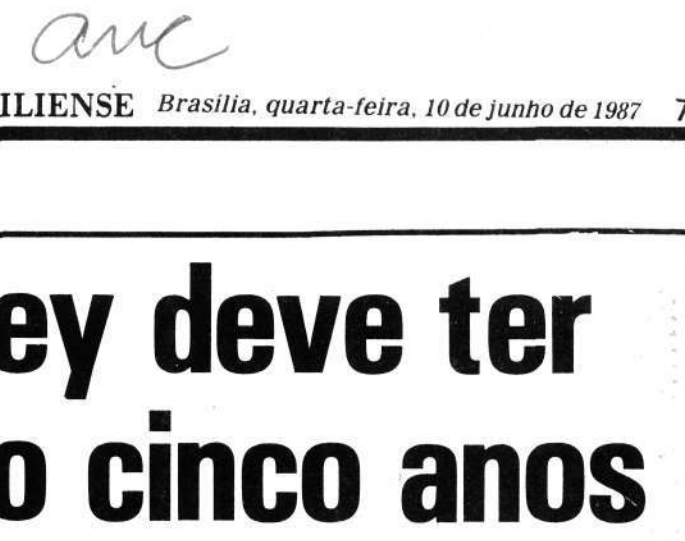 anc
ILIENSE Brasília, quarta-feira, 10 de junho de 1987 7
ey deve ter
o cinco anos